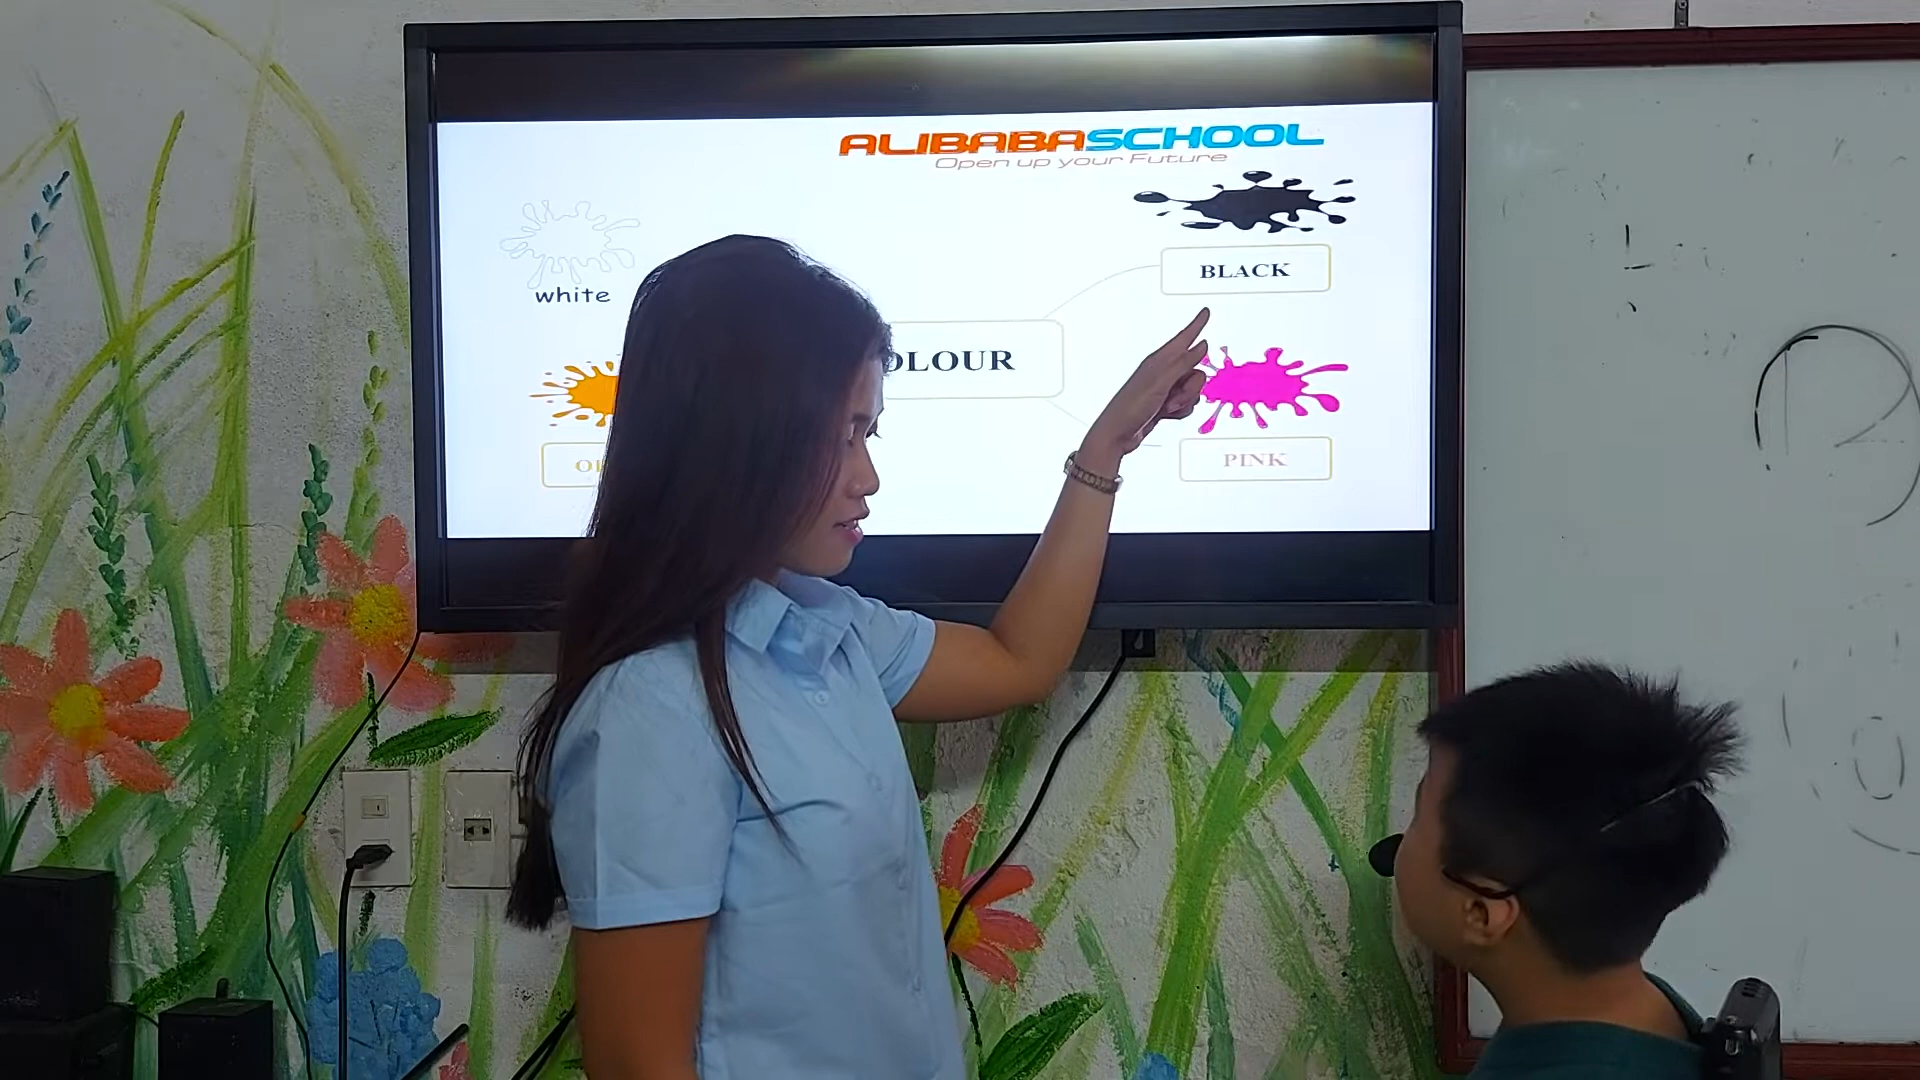 ALIBABASCHOOL
Open up your Future
white
BLACK
OLOUR
PINK